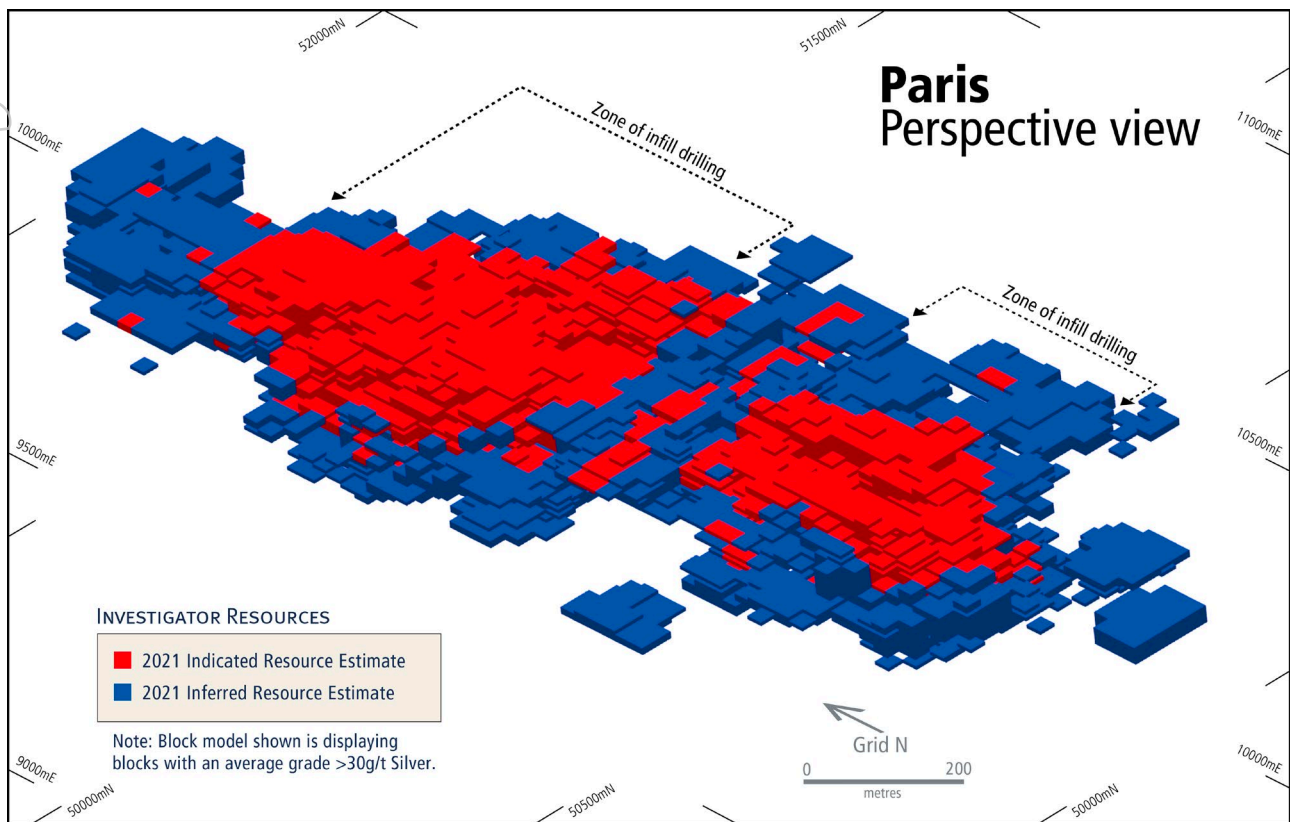 52000mN
51500mN
Paris
Perspective view
10000mE
11000mE
Zone of infill drilling
Zone of infill drilling
9500mE
10500mE
INVESTIGATOR RESOURCES
2021 Indicated Resource Estimate
2021 Inferred Resource Estimate
Note: Block model shown is displaying
blocks with an average grade >30g/t Silver.
Grid N
0 200
metres
9000mE
10000mE
50000mN
50500mN
50000mN